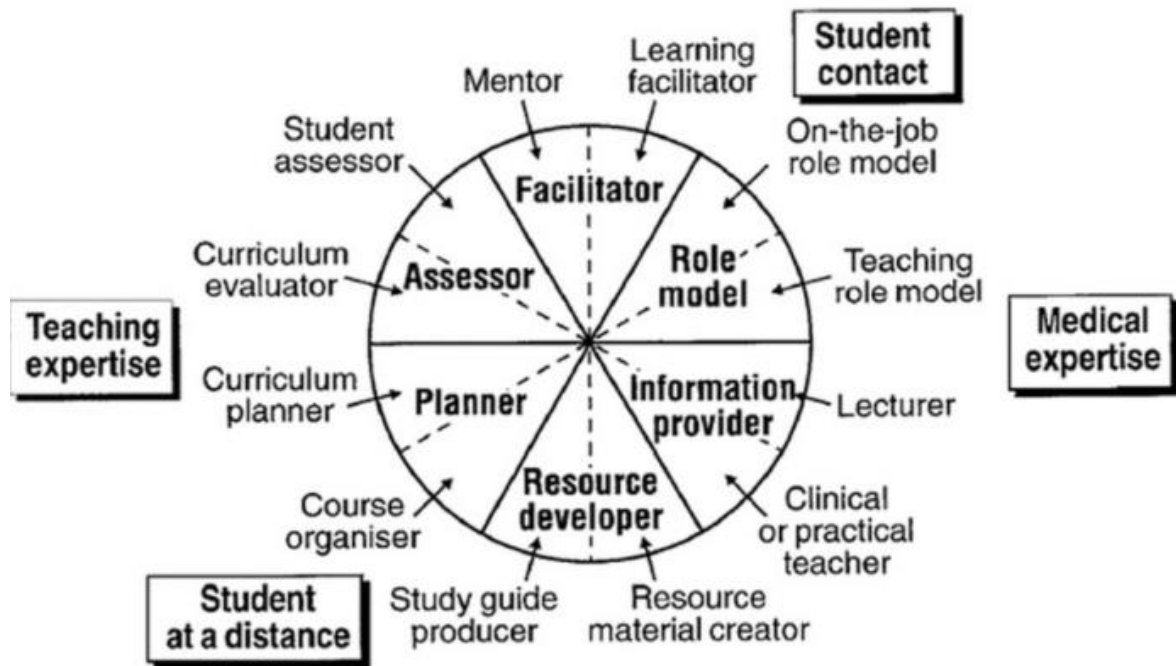 Student
contact
Learning
facilitator
Mentor
On-the-job
role model
Student
assessor
Facilitator
Role
model
Teaching
role model
Curriculum
evaluator
Assessor
Teaching
expertise
Medical
expertise
Curriculum
planner
Planner
Information
provider
Lecturer
Resource
developer
Course
organiser
Clinical
or practical
teacher
Study guide
producer
Resource
material creator
Student
at a distance